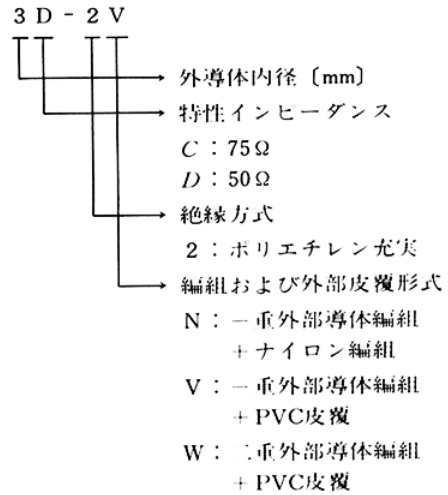 3D-2V
外導体内径〔mm〕
特性インピーダンス
C：75Ω
D：50Ω
絶縁方式
2：ポリエチレン充実
編組および外部皮覆形式
N：一重外部導体編組
+ナイロン編組
V：一重外部導体編組
+PVC皮覆
W：二重外部導体編組
+PVC皮覆